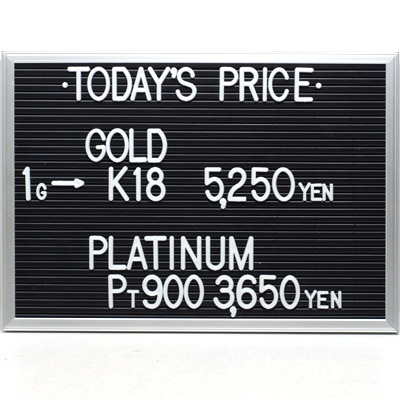 ·TODAY'S PRICE·
GOLD
1G→ K18 5,250YEN
PLATINUM
PT900 3,650YEN